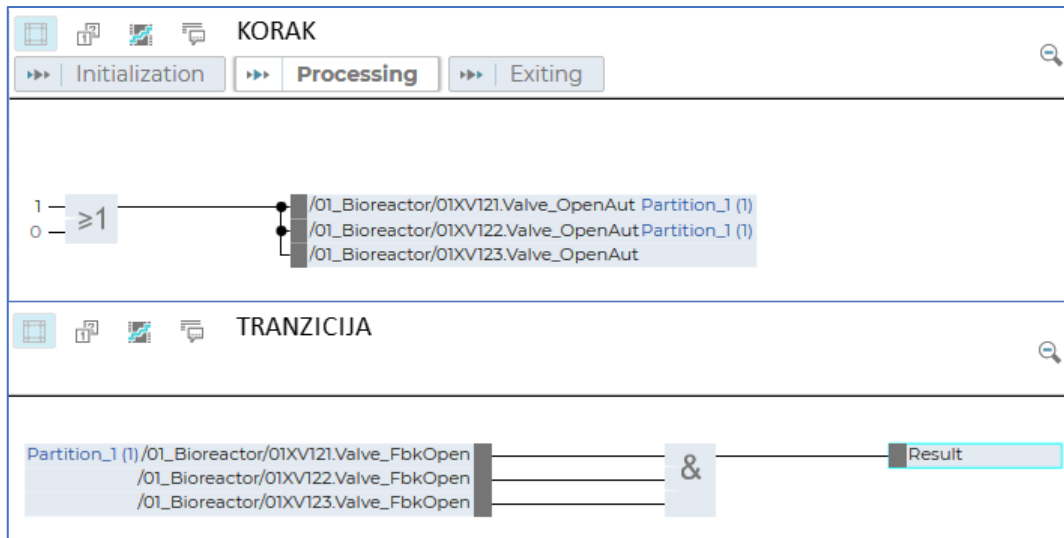 KORAK
Initialization Processing Exiting
1
0
≥1
/01_Bioreactor/01XV121.Valve_OpenAut Partition_1 (1)
/01_Bioreactor/01XV122.Valve_OpenAut Partition_1 (1)
/01_Bioreactor/01XV123.Valve_OpenAut
TRANZICIJA
Partition_1 (1) /01_Bioreactor/01XV121.Valve_FbkOpen
/01_Bioreactor/01XV122.Valve_FbkOpen
/01_Bioreactor/01XV123.Valve_FbkOpen
&
Result